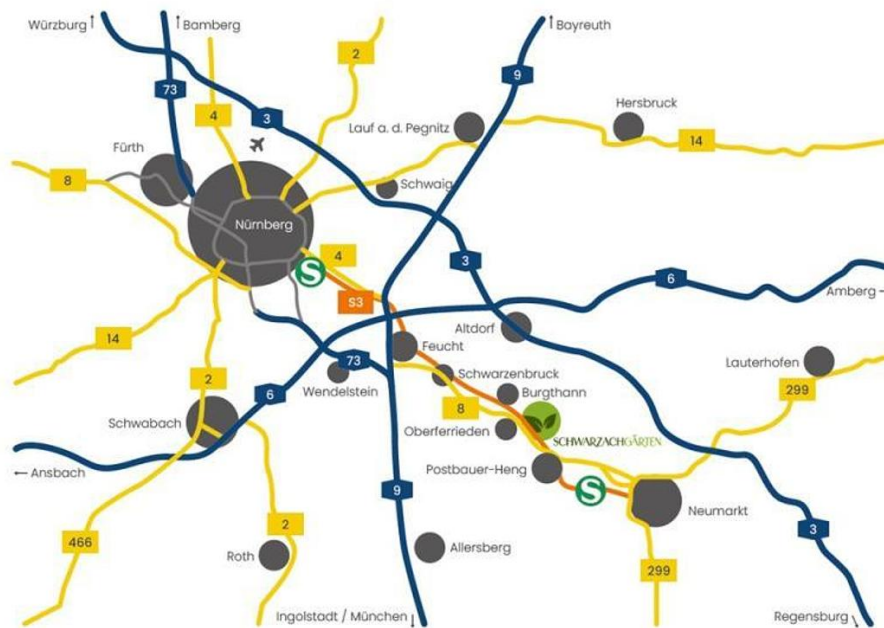 Würzburg
Bamberg
Bayreuth
2
9
73
4
3
Hersbruck
Lauf a. d. Pegnitz
14
Fürth
8
Schwaig
Nürnberg
4
3
6
S
S3
Amberg
14
Altdorf
Feucht
73
Lauterhofen
2
Schwarzenbruck
Wendelstein
6
Burgthann
299
8
Schwabach
Oberferrieden
SCHWARZACHGÄRTEN
Postbauer-Heng
Ansbach
9
S
Neumarkt
2
3
466
Roth
Allersberg
299
Ingolstadt / München
Regensburg